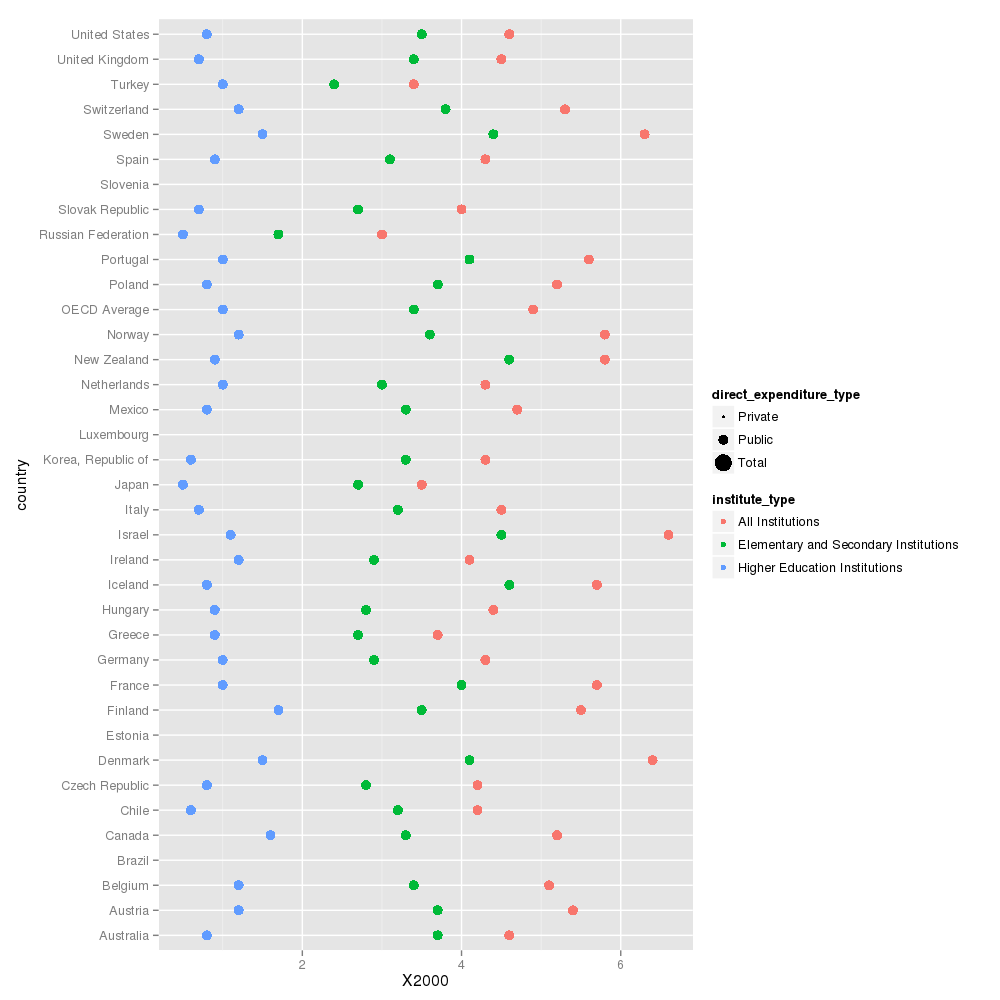 United States
United Kingdom
Turkey
Switzerland
Sweden
Spain
Slovenia
Slovak Republic
Russian Federation
Portugal
Poland
OECD Average
Norway
New Zealand
Netherlands
Mexico
Luxembourg
Korea, Republic of
Japan
Italy
Israel
Ireland
Iceland
Hungary
Greece
Germany
France
Finland
Estonia
Denmark
Czech Republic
Chile
Canada
Brazil
Belgium
Austria
Australia
country
2 4 6
X2000
direct_expenditure_type
Private
Public
Total
institute_type
All Institutions
Elementary and Secondary Institutions
Higher Education Institutions